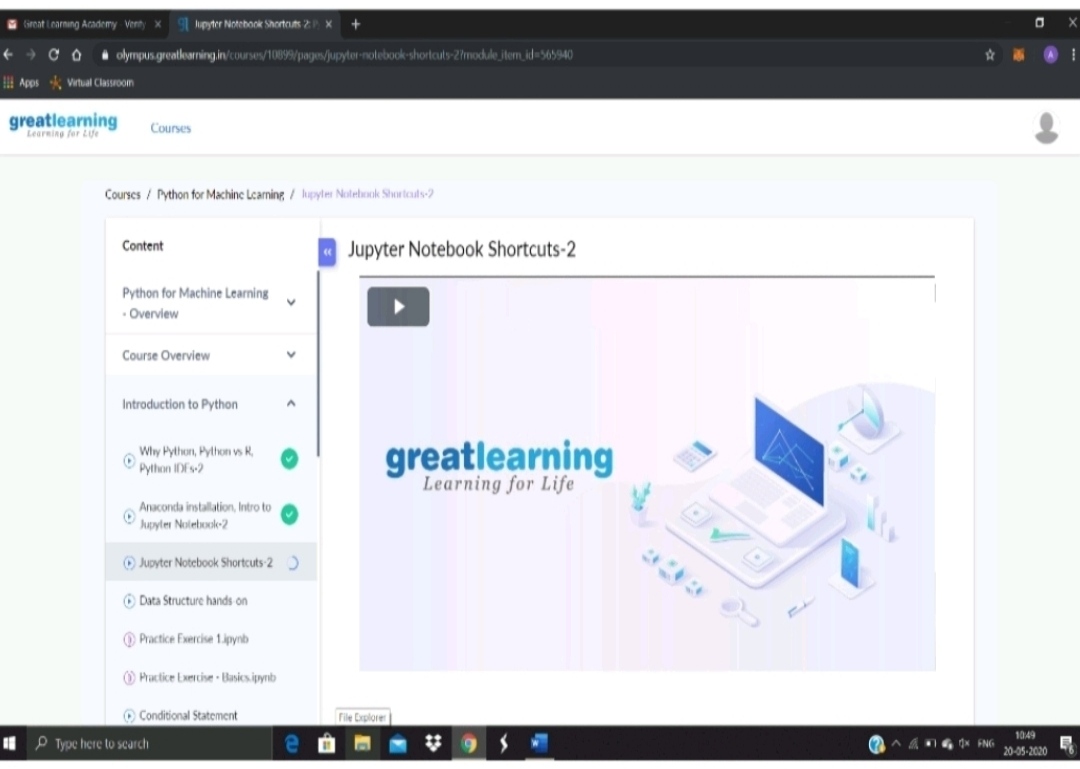 Great Learning Academy - Verify
Jupyter Notebook Shortcuts-2: P
olympus.greatlearning.in/courses/10899/pages/jupyter-notebook-shortcuts-2?module_item_id=565940
Apps
Virtual Classroom
greatlearning
Learning for Life
Courses
Courses / Python for Machine Learning / Jupyter Notebook Shortcuts-2
Content
Python for Machine Learning
- Overview
Course Overview
Introduction to Python
Why Python, Python vs R,
Python IDEs-2
Anaconda installation, Intro to
Jupyter Notebook-2
Jupyter Notebook Shortcuts-2
Data Structure hands-on
Practice Exercise 1.ipynb
Practice Exercise - Basics.ipynb
Conditional Statement
Jupyter Notebook Shortcuts-2
greatlearning
Learning for Life
File Explorer
Type here to search
ENG
10:49
20-05-2020
6